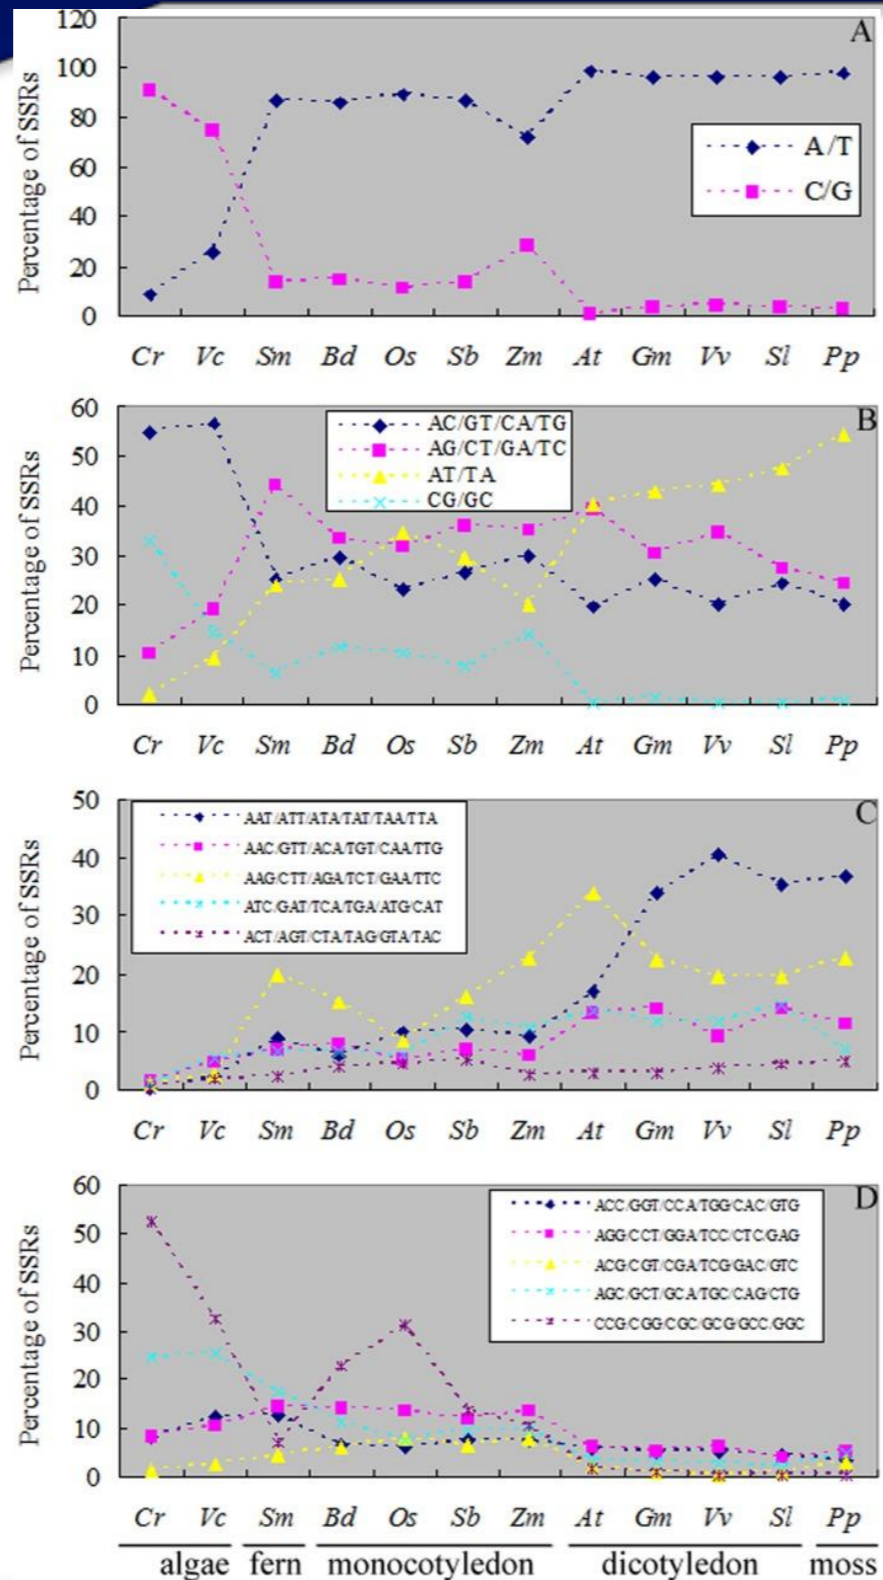 A
Percentage of SSRs
120
100
80
60
40
20
0
A/T
C/G
Cr Vc Sm Bd Os Sb Zm At Gm Vv Sl Pp
B
Percentage of SSRs
60
50
40
30
20
10
0
AC/GT/CA/TG
AG/CT/GA/TC
AT/TA
CG/GC
Cr Vc Sm Bd Os Sb Zm At Gm Vv Sl Pp
C
Percentage of SSRs
50
40
30
20
10
0
AAT/ATT/ATA/TAT/TAA/TTA
AAC/GTT/ACA/TGT/CAA/TTG
AAG/CTT/AGA/TCT/GAA/TTC
ATC/GAT/TCA/TGA/ATG/CAT
ACT/AGT/CTA/TAG/GTA/TAC
Cr Vc Sm Bd Os Sb Zm At Gm Vv Sl Pp
D
Percentage of SSRs
60
50
40
30
20
10
0
ACC/GGT/CCA/TGG/CAC/GTG
AGG/CCT/GGA/TCC/CTC/GAG
ACG/CGT/CGA/TCG/GAC/GTC
AGC/GCT/GCA/TGC/CAG/CTG
CCG/CGG/CGC/GCG/GCC/GGC
Cr Vc Sm Bd Os Sb Zm At Gm Vv Sl Pp
algae fern monocotyledon dicotyledon moss